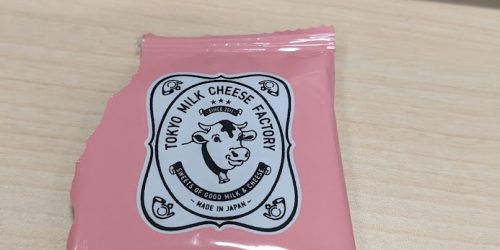 TOKYO MILK CHEESE FACTORY
SINCE 2011
SWEETS OF GOOD MILK & CHEESE
- MADE IN JAPAN -